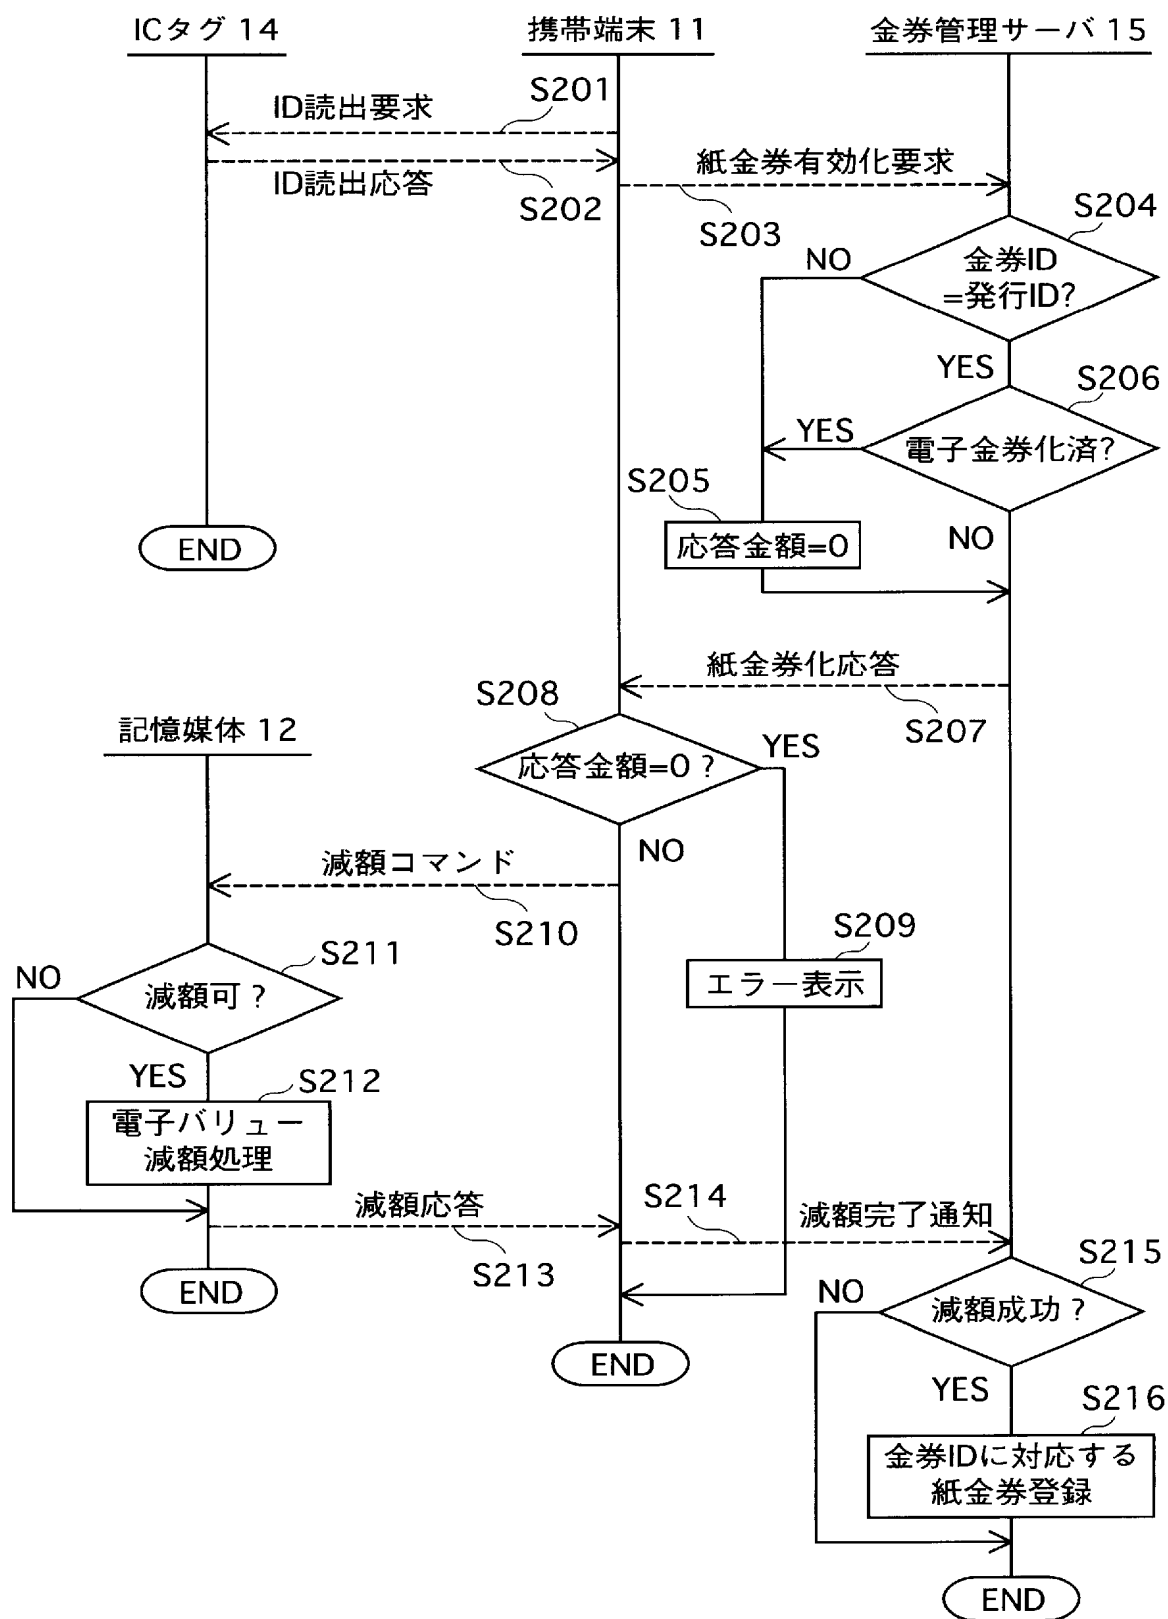 ICタグ 14
携帯端末 11
金券管理サーバ 15
S201
ID読出要求
ID読出応答
S202
紙金券有効化要求
S203
S204
金券ID
=発行ID?
NO
YES
S206
電子金券化済?
YES
S205
応答金額=0
NO
END
紙金券化応答
S207
S208
応答金額=0 ?
YES
NO
記憶媒体 12
減額コマンド
S210
S209
エラー表示
S211
減額可 ?
NO
YES
S212
電子バリュー
減額処理
減額応答
S213
S214
減額完了通知
END
S215
減額成功 ?
NO
YES
END
S216
金券IDに対応する
紙金券登録
END